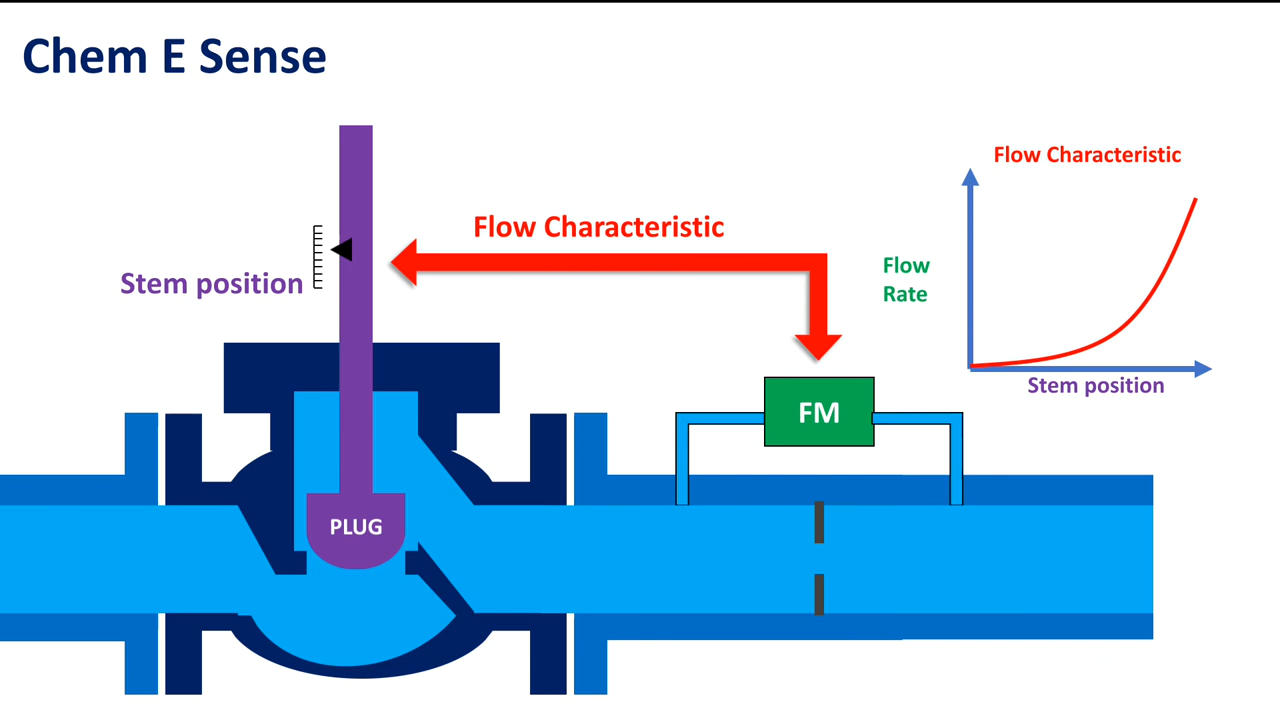 Chem E Sense
Flow Characteristic
Flow Characteristic
Stem position
Flow
Rate
Stem position
FM
PLUG